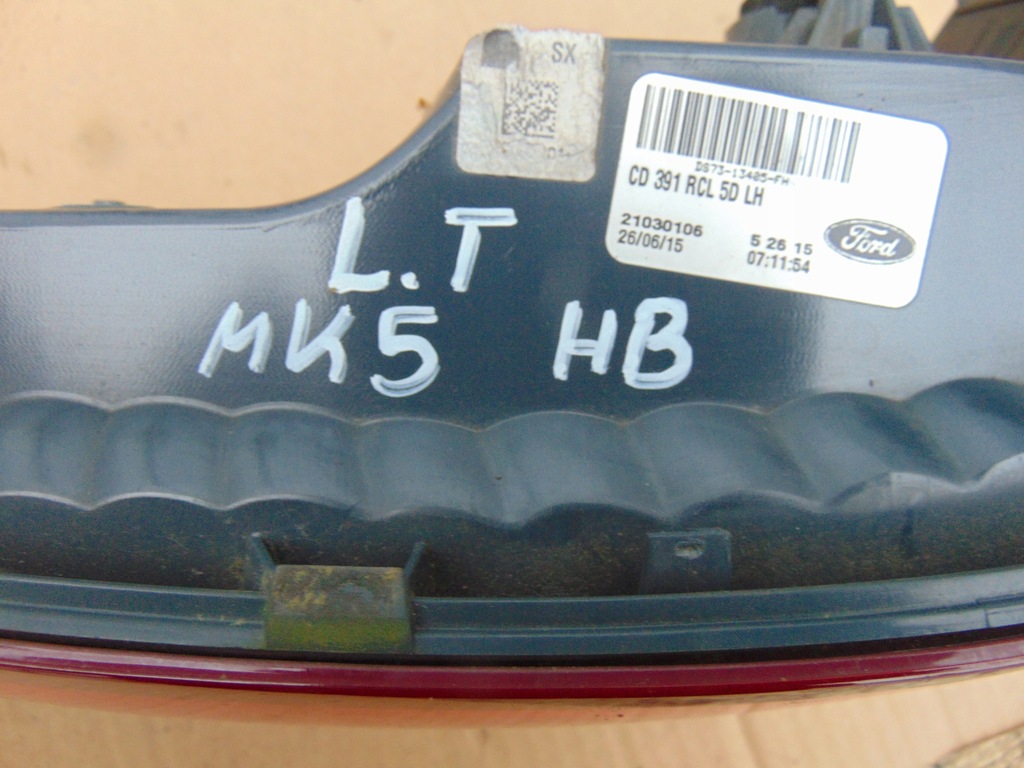 SX
DS73-13405-FH
CD 391 RCL 5D LH
21030106 5 26 15
26/06/15 07:11:54
Ford
L.T
MK5 HB